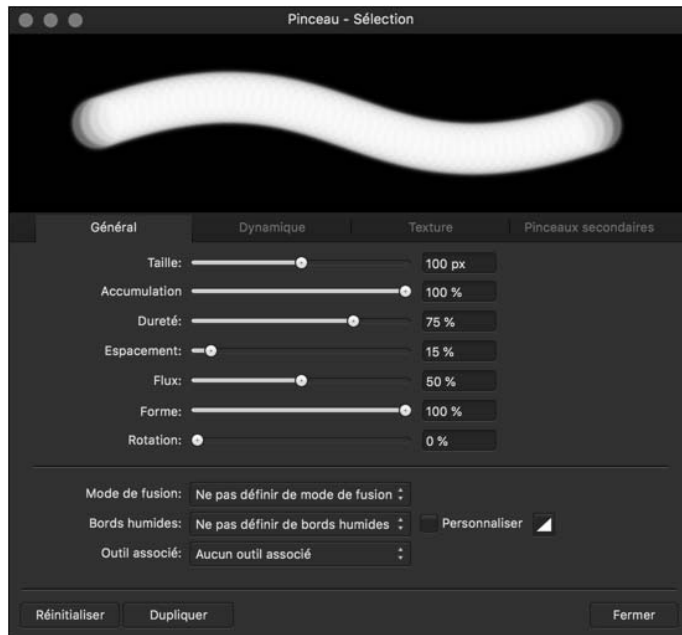 Pinceau - Sélection
Général Dynamique Texture Pinceaux secondaires
Taille: 100 px
Accumulation 100 %
Dureté: 75 %
Espacement: 15 %
Flux: 50 %
Forme: 100 %
Rotation: 0 %
Mode de fusion: Ne pas définir de mode de fusion
Bords humides: Ne pas définir de bords humides Personnaliser
Outil associé: Aucun outil associé
Réinitialiser Dupliquer Fermer